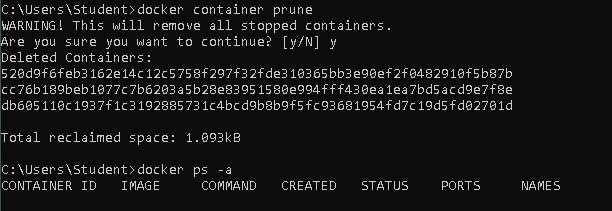 C:\Users\Student>docker container prune
WARNING! This will remove all stopped containers.
Are you sure you want to continue? [y/N] y
Deleted Containers:
520d9f6feb3162e14c12c5758f297f32fde310365bb3e90ef2f0482910f5b87b
cc76b189beb1077c7b6203a5b28e83951580e994fff430ea1ea7bd5acd9e7f8e
db605110c1937f1c3192885731c4bcd9b8b9f5fc93681954fd7c19d5fd02701d

Total reclaimed space: 1.093kB

C:\Users\Student>docker ps -a
CONTAINER ID   IMAGE     COMMAND   CREATED   STATUS    PORTS     NAMES